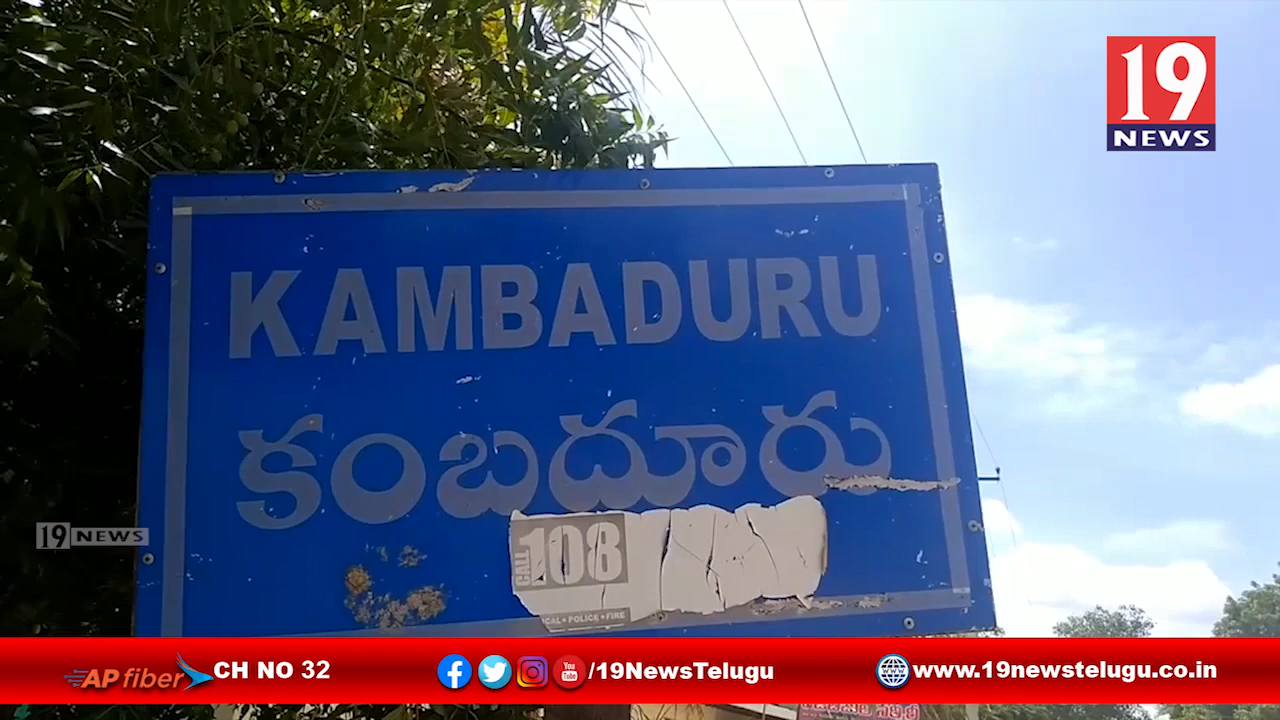 19
NEWS
KAMBADURU
కంబదూరు
19 NEWS
CALL 108
CAL • POLICE • FIRE
AP fiber CH NO 32
/19NewsTelugu
www.19newstelugu.co.in